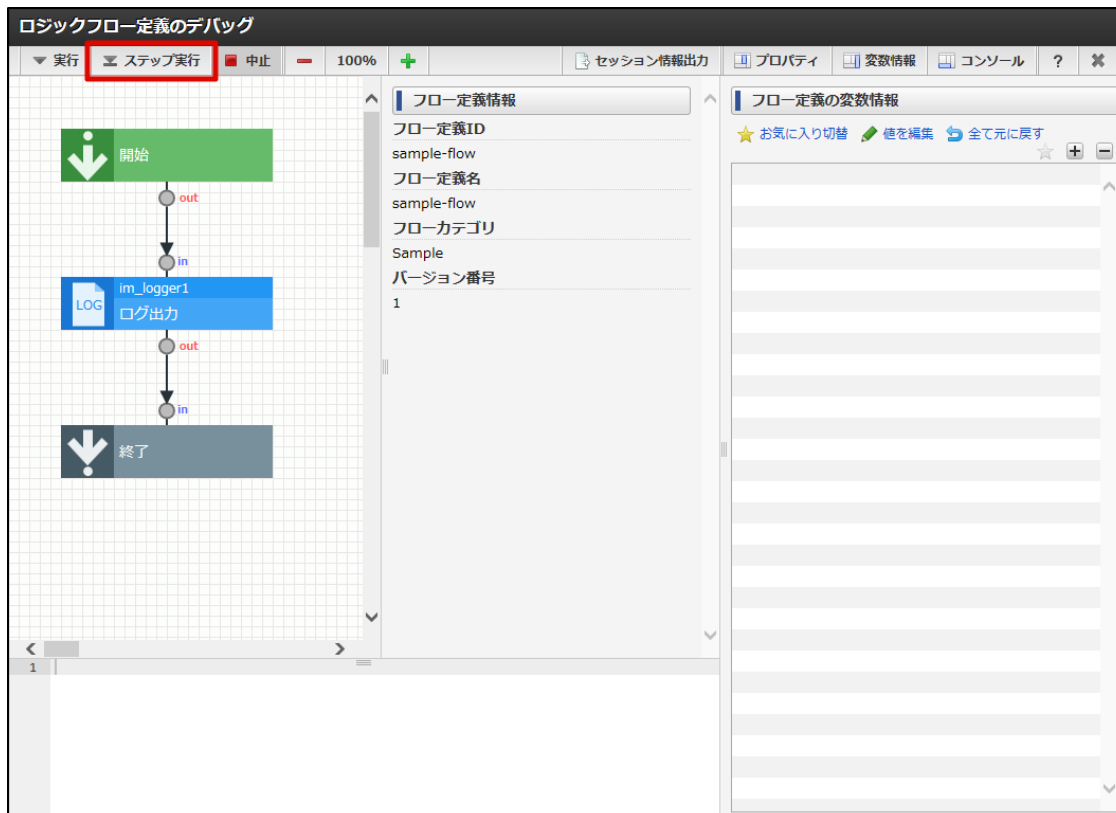 ロジックフロー定義のデバッグ
実行 ステップ実行 中止 100% セッション情報出力 プロパティ 変数情報 コンソール ?
開始
out
in
im_logger1
LOG
ログ出力
out
in
終了
フロー定義情報
フロー定義ID
sample-flow
フロー定義名
sample-flow
フローカテゴリ
Sample
バージョン番号
1
フロー定義の変数情報
お気に入り切替 値を編集 全て元に戻す
1